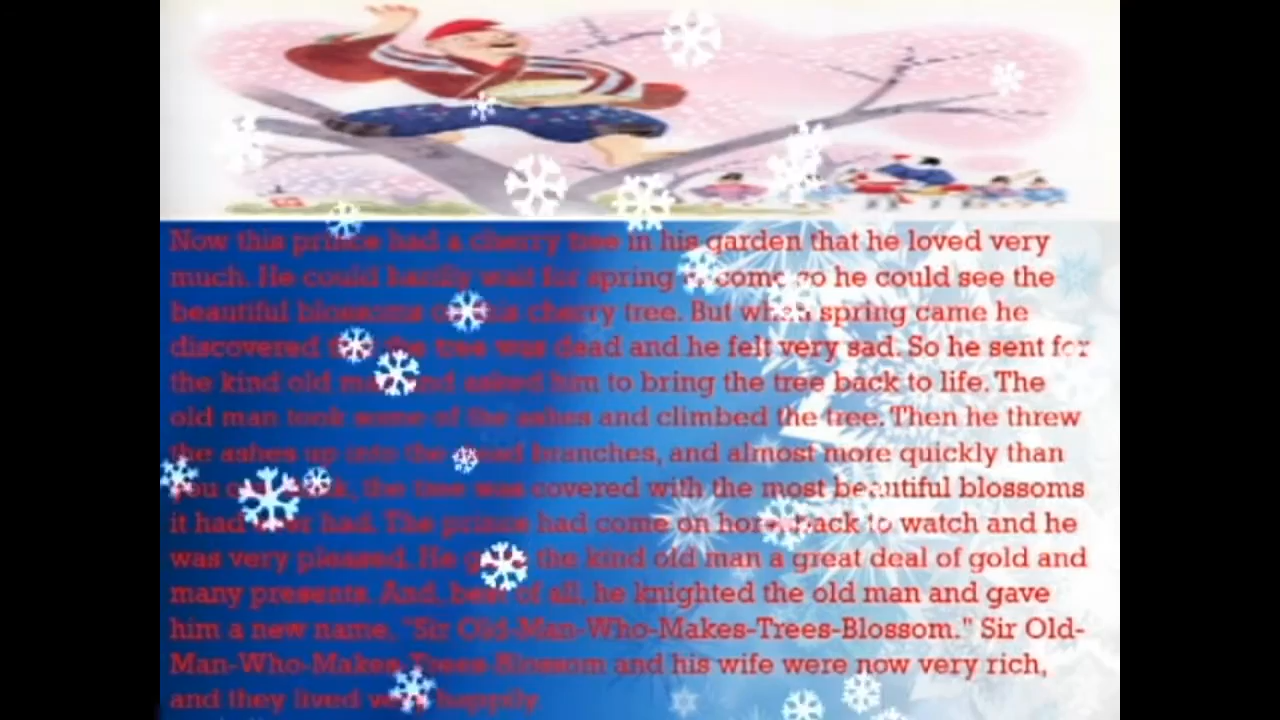 Now this prince had a cherry tree in his garden that he loved very
much. He could hardly wait for spring to come so he could see the
beautiful blossoms on his cherry tree. But when spring came he
discovered that the tree was dead and he felt very sad. So he sent for
the kind old man and asked him to bring the tree back to life. The
old man took some of the ashes and climbed the tree. Then he threw
the ashes up into the dead branches, and almost more quickly than
you could think, the tree was covered with the most beautiful blossoms
it had ever had. The prince had come on horseback to watch and he
was very pleased. He gave the kind old man a great deal of gold and
many presents. And, best of all, he knighted the old man and gave
him a new name, "Sir Old-Man-Who-Makes-Trees-Blossom." Sir Old-
Man-Who-Makes-Trees-Blossom and his wife were now very rich,
and they lived very happily